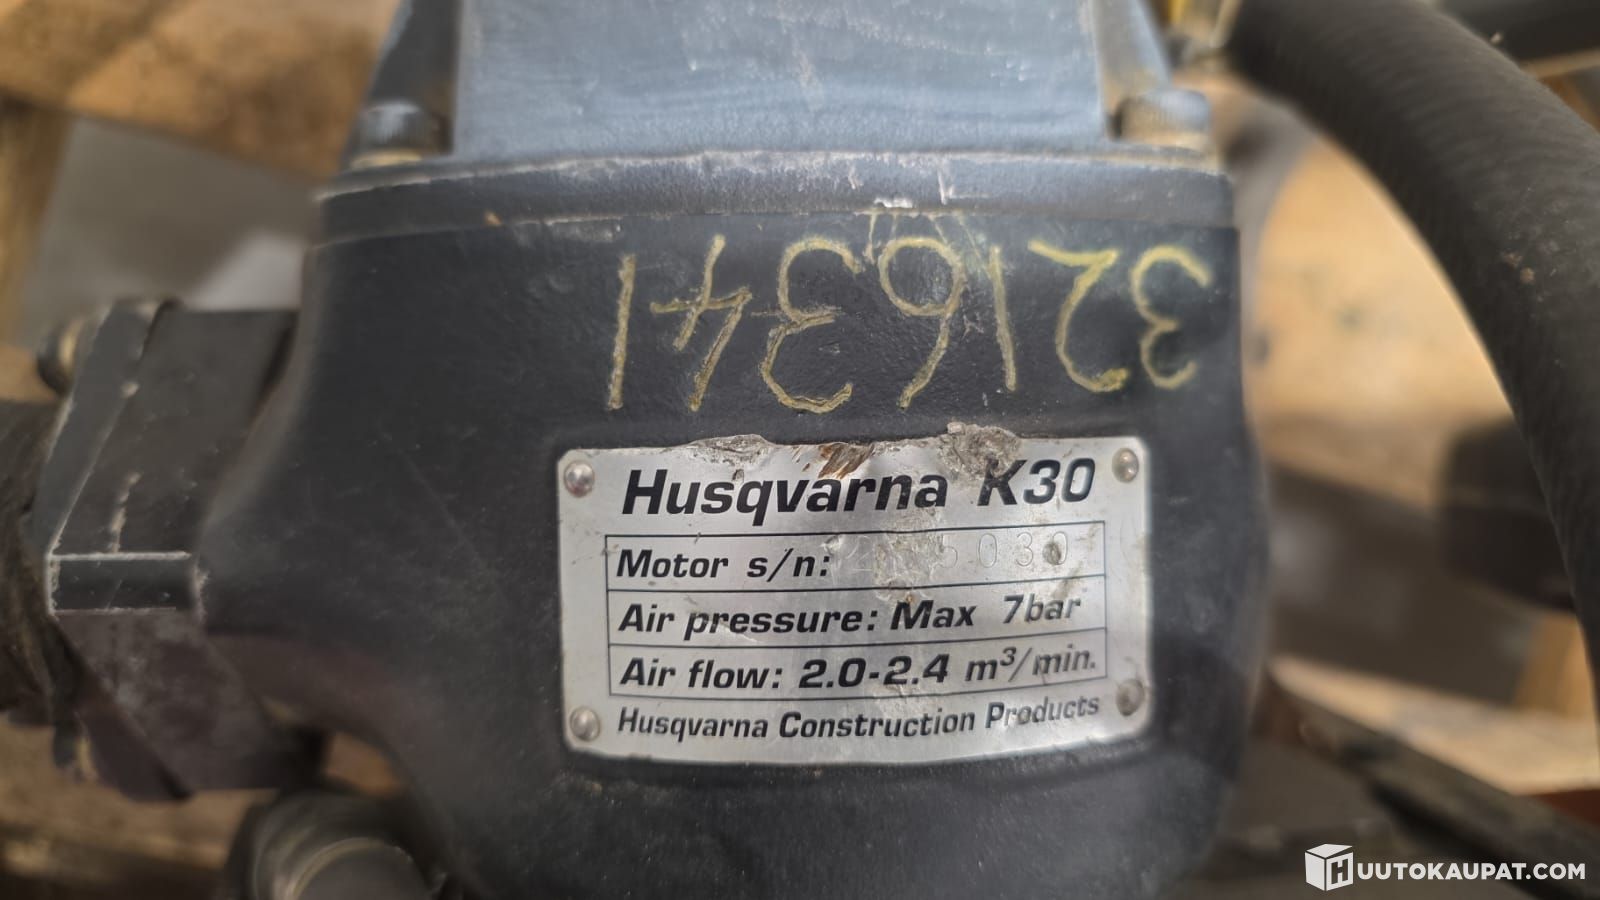 3216341
Husqvarna K30
Motor s/n:
Air pressure: Max 7bar
Air flow: 2.0-2.4 m³/min.
Husqvarna Construction Products
HUUTOKAUPAT.COM